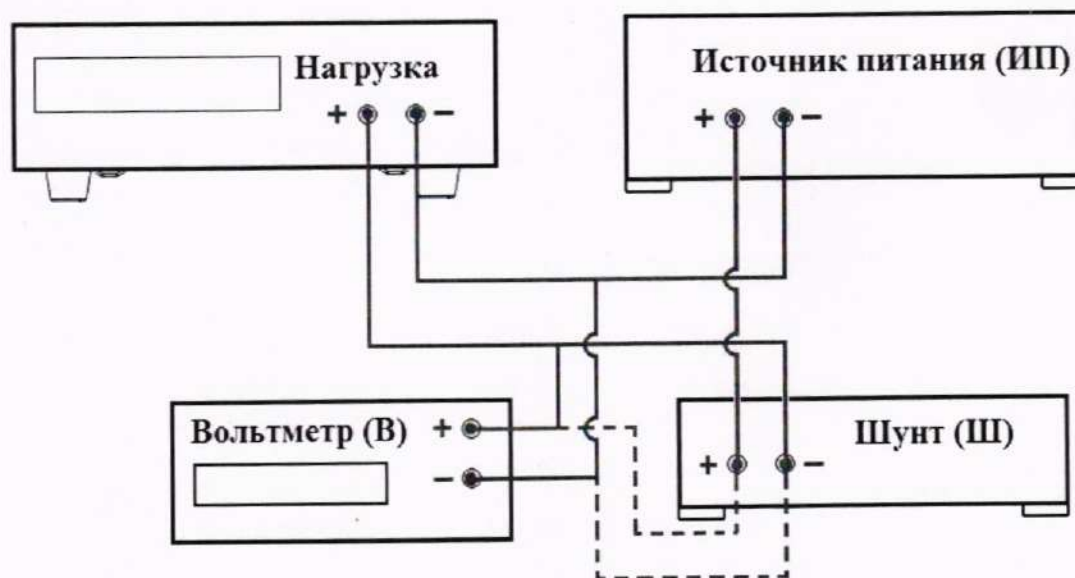 Нагрузка
+ −
Источник питания (ИП)
+ −
Вольтметр (В)
+
−
Шунт (Ш)
+ −